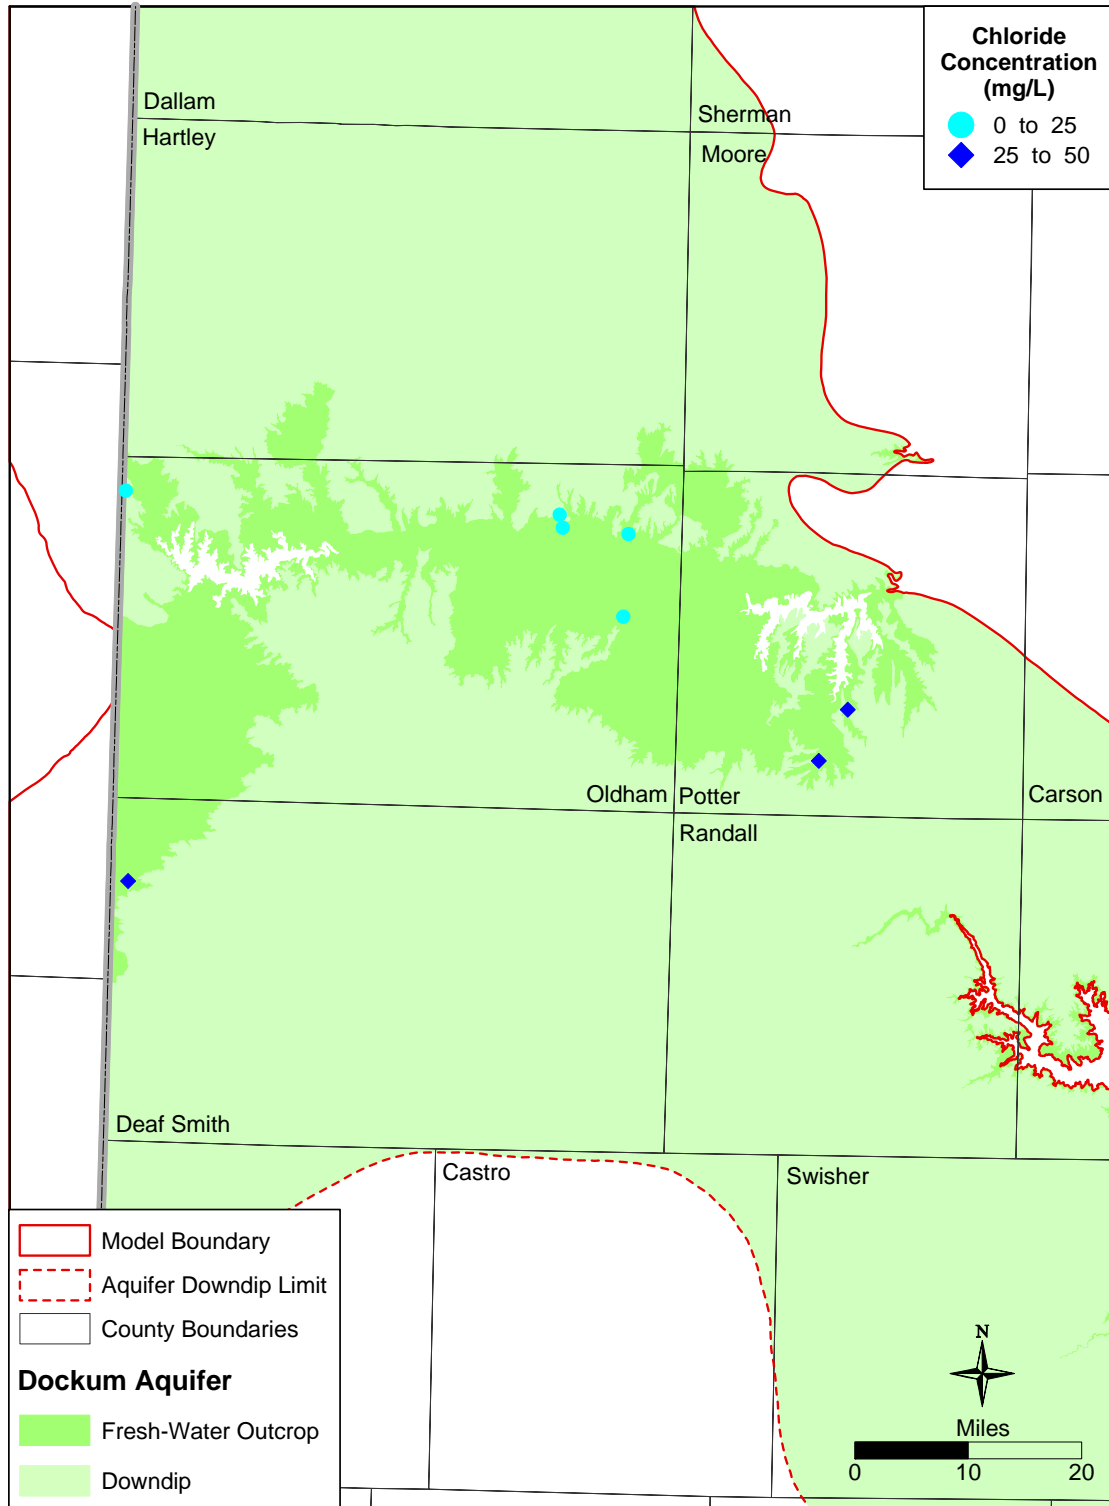 Chloride
Concentration
(mg/L)
0 to 25
25 to 50
Dallam
Hartley
Sherman
Moore
Oldham
Potter
Carson
Randall
Deaf Smith
Castro
Swisher
Model Boundary
Aquifer Downdip Limit
County Boundaries
Dockum Aquifer
Fresh-Water Outcrop
Downdip
N
Miles
0 10 20